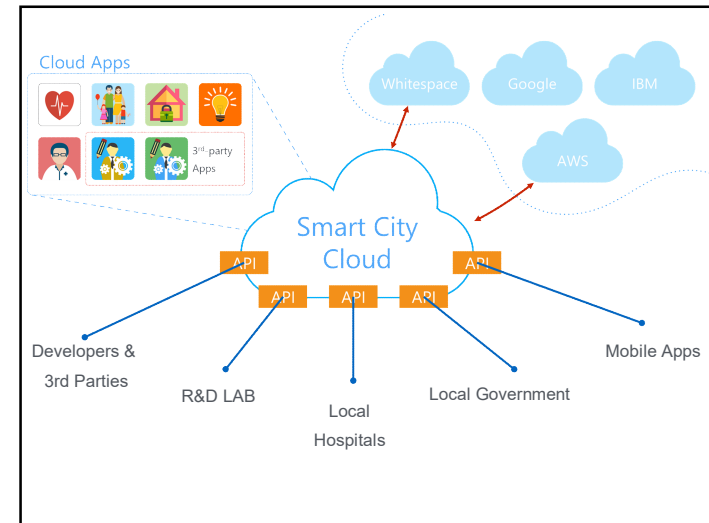 Cloud Apps
3rd-party
Apps
Whitespace
Google
IBM
AWS
Smart City
Cloud
API
API
API
API
API
Developers &
3rd Parties
R&D LAB
Local
Hospitals
Local Government
Mobile Apps